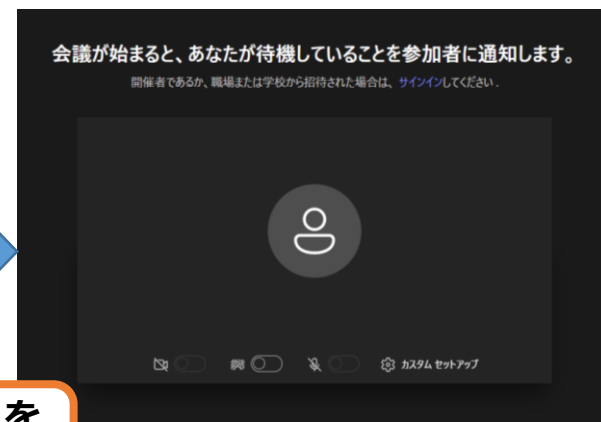 会議が始まると、あなたが待機していることを参加者に通知します。
開催者であるか、職場または学校から招待された場合は、サインインしてください.
カスタム セットアップ
を